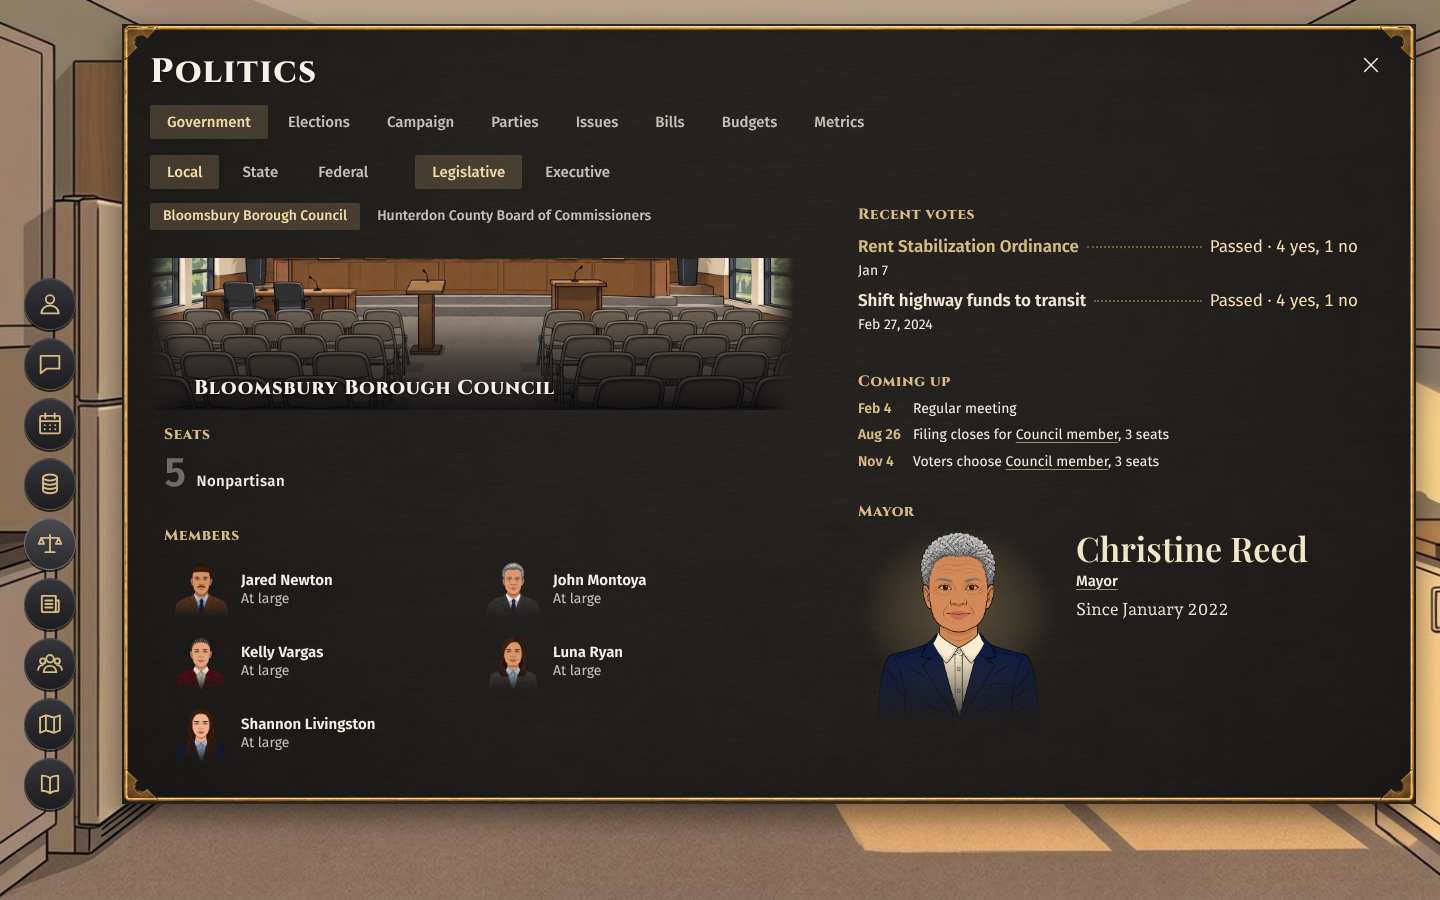 Politics
Government Elections Campaign Parties Issues Bills Budgets Metrics
Local State Federal Legislative Executive
Bloomsbury Borough Council Hunterdon County Board of Commissioners
Bloomsbury Borough Council
Seats
5 Nonpartisan
Members
Jared Newton
At large
John Montoya
At large
Kelly Vargas
At large
Luna Ryan
At large
Shannon Livingston
At large
Recent votes
Rent Stabilization Ordinance Passed · 4 yes, 1 no
Jan 7
Shift highway funds to transit Passed · 4 yes, 1 no
Feb 27, 2024
Coming up
Feb 4 Regular meeting
Aug 26 Filing closes for Council member, 3 seats
Nov 4 Voters choose Council member, 3 seats
Mayor
Christine Reed
Mayor
Since January 2022